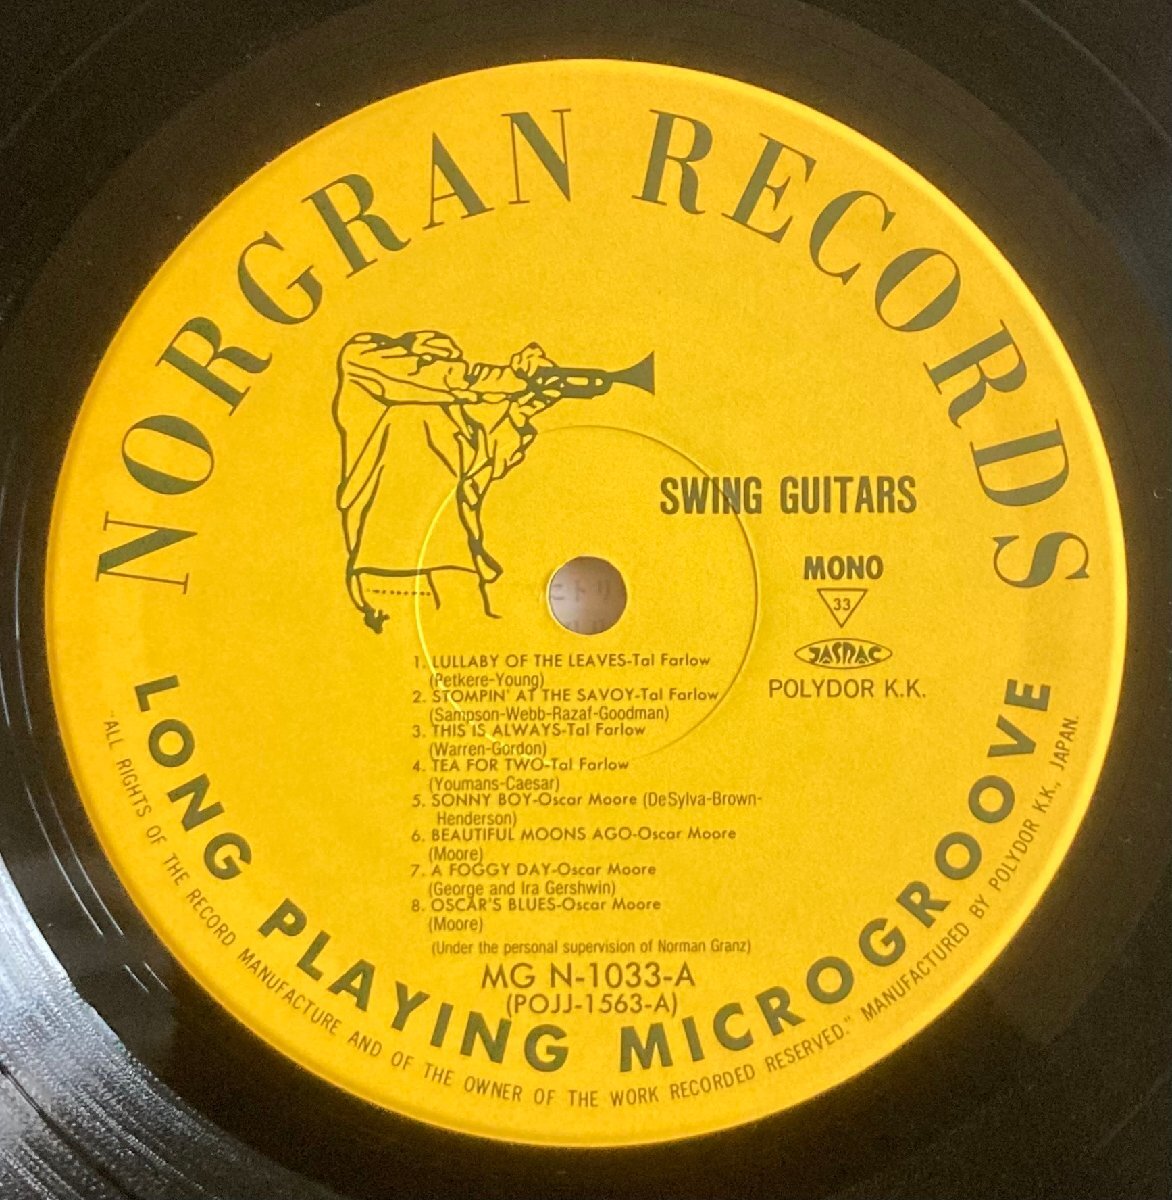 NORGRAN RECORDS
SWING GUITARS
MONO
33
JASRAC
POLYDOR K.K.
1. LULLABY OF THE LEAVES-Tal Farlow
(Petkere-Young)
2. STOMPIN' AT THE SAVOY-Tal Farlow
(Sampson-Webb-Razaf-Goodman)
3. THIS IS ALWAYS-Tal Farlow
(Warren-Gordon)
4. TEA FOR TWO-Tal Farlow
(Youmans-Caesar)
5. SONNY BOY-Oscar Moore (DeSylva-Brown-
Henderson)
6. BEAUTIFUL MOONS AGO-Oscar Moore
(Moore)
7. A FOGGY DAY-Oscar Moore
(George and Ira Gershwin)
8. OSCAR'S BLUES-Oscar Moore
(Moore)
(Under the personal supervision of Norman Granz)
MG N-1033-A
(POJJ-1563-A)
LONG PLAYING MICROGROOVE
"ALL RIGHTS OF THE RECORD MANUFACTURE AND OF THE OWNER OF THE WORK RECORDED RESERVED." MANUFACTURED BY POLYDOR K.K., JAPAN.